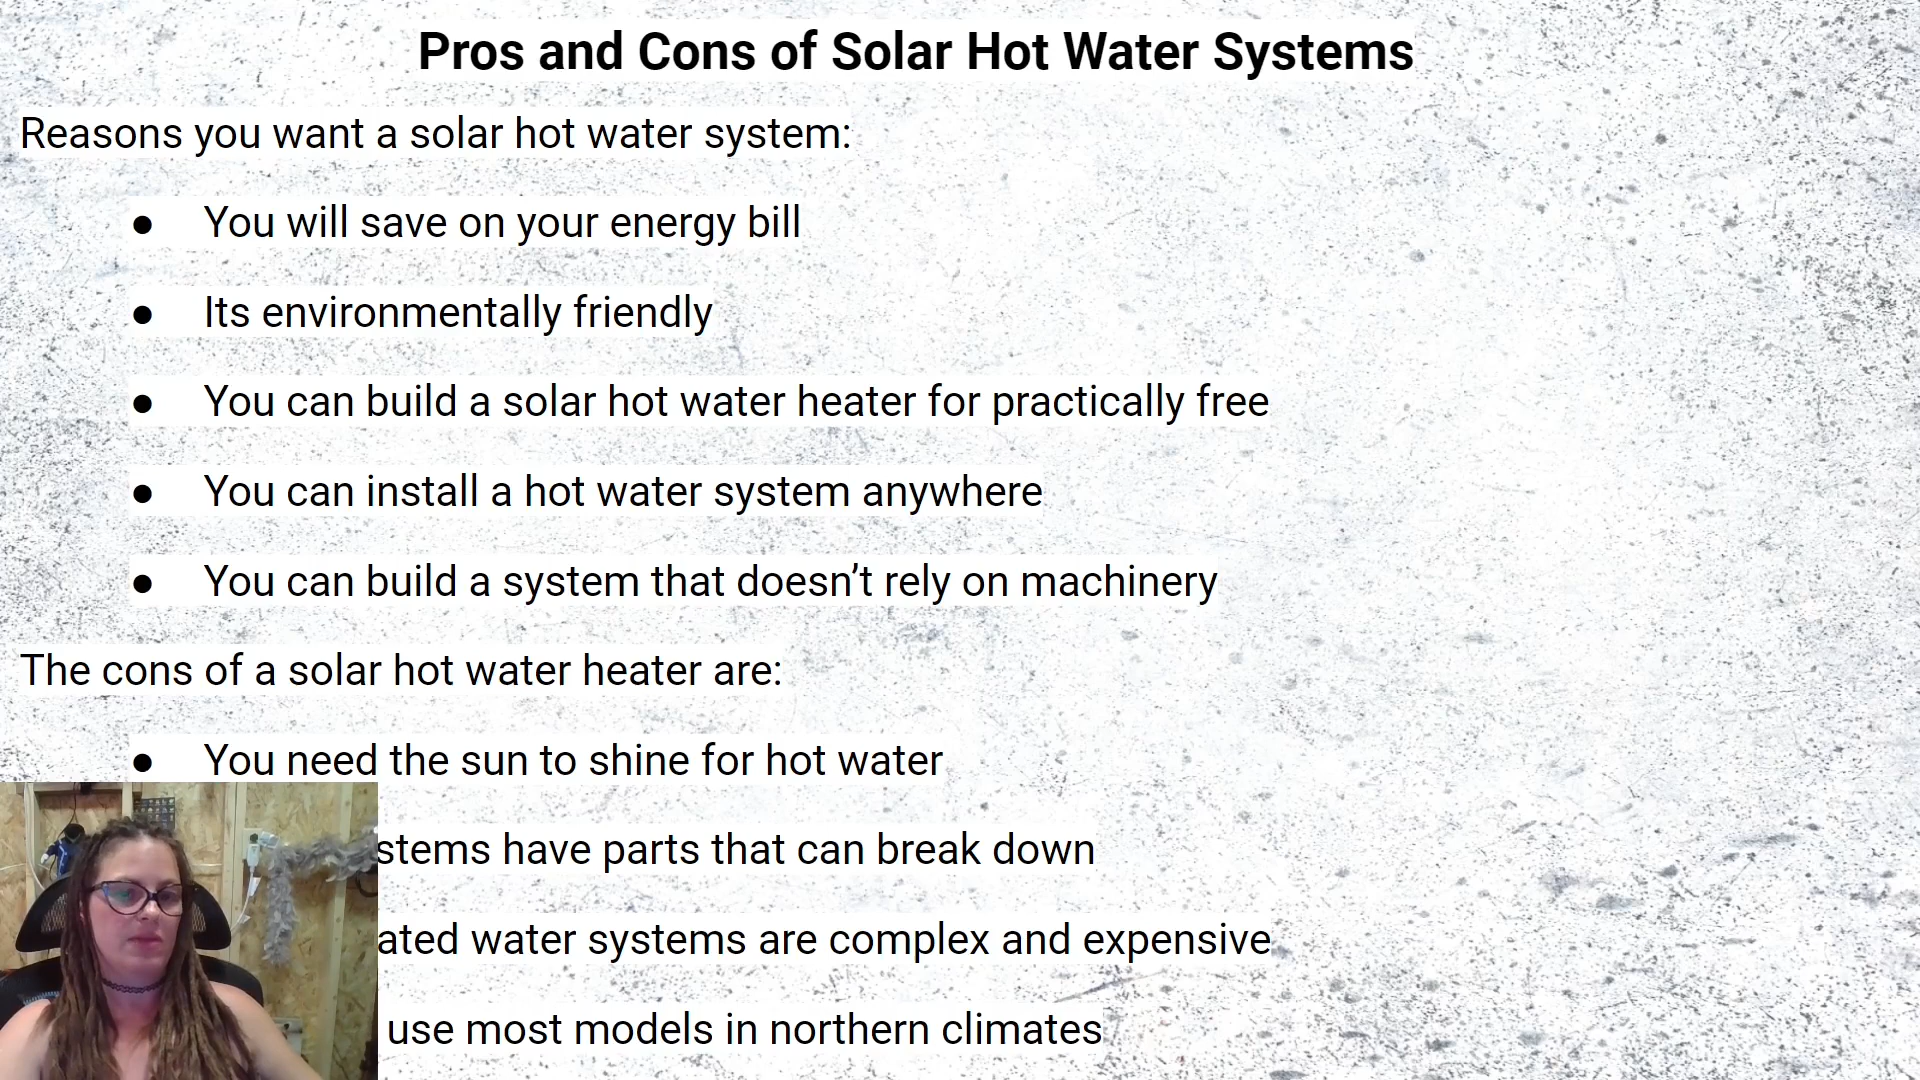 Pros and Cons of Solar Hot Water Systems
Reasons you want a solar hot water system:
● You will save on your energy bill
● Its environmentally friendly
● You can build a solar hot water heater for practically free
● You can install a hot water system anywhere
● You can build a system that doesn’t rely on machinery
The cons of a solar hot water heater are:
● You need the sun to shine for hot water
have parts that can break down
water systems are complex and expensive
use most models in northern climates